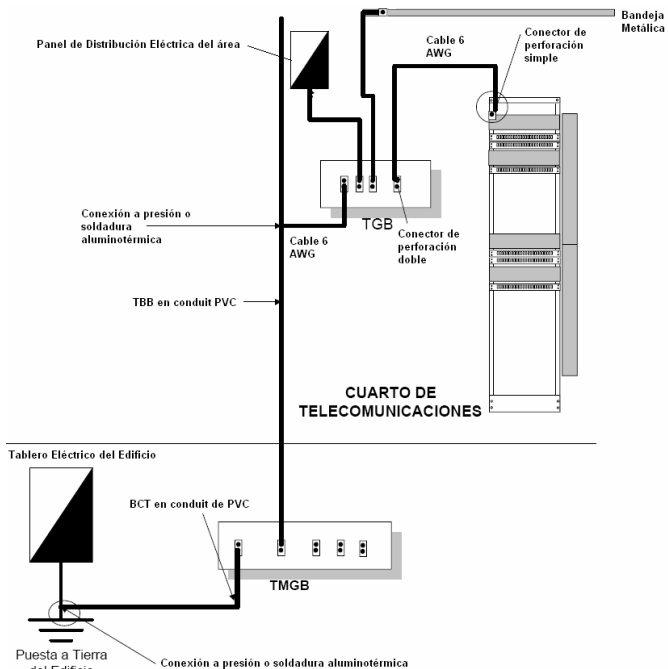 Bandeja
Metálica
Panel de Distribución Eléctrica del área
Cable 6
AWG
Conector de
perforación
simple
Conexión a presión o
soldadura
aluminotérmica
Cable 6
AWG
TGB
Conector de
perforación
doble
TBB en conduit PVC
CUARTO DE
TELECOMUNICACIONES
Tablero Eléctrico del Edificio
BCT en conduit de PVC
TMGB
Puesta a Tierra
del Edificio
Conexión a presión o soldadura aluminotérmica